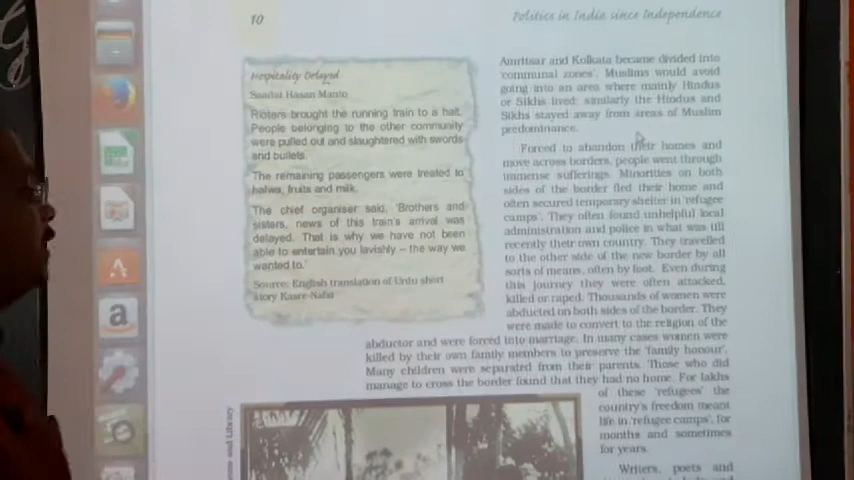 10
Politics in India since Independence
Hospitality Delayed
Saadat Hasan Manto
Rioters brought the running train to a halt.
People belonging to the other community
were pulled out and slaughtered with swords
and bullets.
The remaining passengers were treated to
halwa, fruits and milk.
The chief organiser said, 'Brothers and
sisters, news of this train's arrival was
delayed. That is why we have not been
able to entertain you lavishly – the way we
wanted to.'
Source: English translation of Urdu short
story Kasre-Nafsi
Amritsar and Kolkata became divided into
'communal zones'. Muslims would avoid
going into an area where mainly Hindus
or Sikhs lived; similarly the Hindus and
Sikhs stayed away from areas of Muslim
predominance.
Forced to abandon their homes and
move across borders, people went through
immense sufferings. Minorities on both
sides of the border fled their home and
often secured temporary shelter in 'refugee
camps'. They often found unhelpful local
administration and police in what was till
recently their own country. They travelled
to the other side of the new border by all
sorts of means, often by foot. Even during
this journey they were often attacked,
killed or raped. Thousands of women were
abducted on both sides of the border. They
were made to convert to the religion of the
abductor and were forced into marriage. In many cases women were
killed by their own family members to preserve the 'family honour'.
Many children were separated from their parents. Those who did
manage to cross the border found that they had no home. For lakhs
of these 'refugees' the
country's freedom meant
life in 'refugee camps', for
months and sometimes
for years.
Writers, poets and
and Library